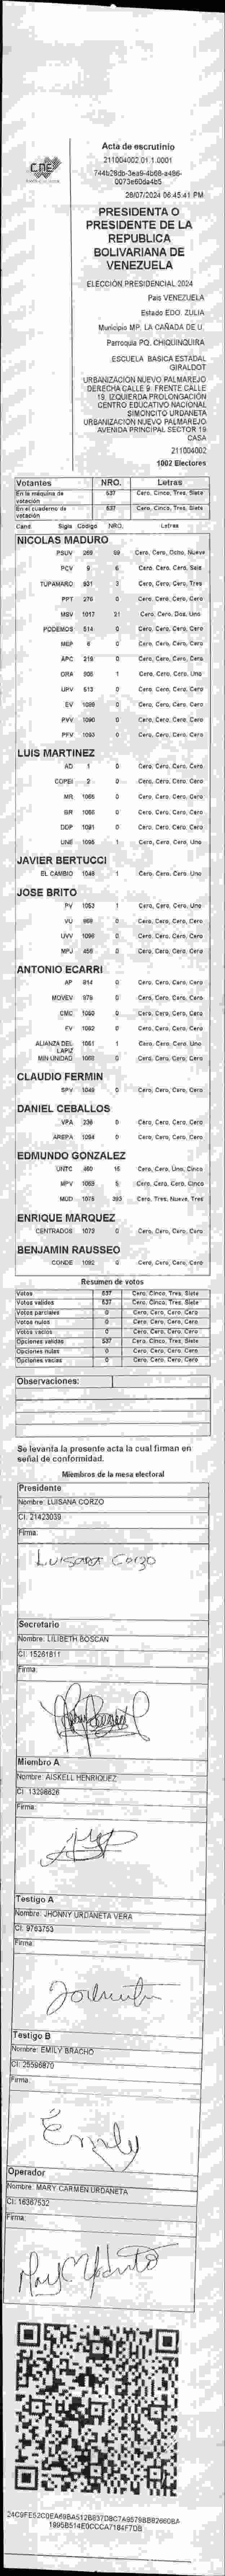 CNE
Acta de escrutinio
211004002.01.1.0001
744b28db-3ea9-4b68-a486-
0073e60da4b5
28/07/2024 06:45:41 PM
PRESIDENTA O
PRESIDENTE DE LA
REPUBLICA
BOLIVARIANA DE
VENEZUELA
ELECCIÓN PRESIDENCIAL 2024
País VENEZUELA
Estado EDO. ZULIA
Municipio MP. LA CAÑADA DE U.
Parroquia PQ. CHIQUINQUIRA
ESCUELA BASICA ESTADAL
GIRALDOT
URBANIZACIÓN NUEVO PALMAREJO
DERECHA CALLE 9. FRENTE CALLE
19. IZQUIERDA PROLONGACIÓN
CENTRO EDUCATIVO NACIONAL
SIMONCITO URDANETA
URBANIZACIÓN NUEVO PALMAREJO
AVENIDA PRINCIPAL SECTOR 19
CASA
211004002
1002 Electores
Votantes NRO. Letras
En la máquina de votación 537 Cero, Cinco, Tres, Siete
En el cuaderno de votación 537 Cero, Cinco, Tres, Siete
Cand Sigla Código NRO. Letras
NICOLAS MADURO
PSUV 269 89 Cero, Cero, Ocho, Nueve
PCV 9 6 Cero, Cero, Cero, Seis
TUPAMARO 931 3 Cero, Cero, Cero, Tres
PPT 276 0 Cero, Cero, Cero, Cero
MSV 1017 21 Cero, Cero, Dos, Uno
PODEMOS 514 0 Cero, Cero, Cero, Cero
MEP 6 0 Cero, Cero, Cero, Cero
APC 219 0 Cero, Cero, Cero, Cero
ORA 905 1 Cero, Cero, Cero, Uno
UPV 613 0 Cero, Cero, Cero, Cero
EV 1086 0 Cero, Cero, Cero, Cero
PVV 1090 0 Cero, Cero, Cero, Cero
PFV 1093 0 Cero, Cero, Cero, Cero
LUIS MARTINEZ
AD 1 0 Cero, Cero, Cero, Cero
COPEI 2 0 Cero, Cero, Cero, Cero
MR 1065 0 Cero, Cero, Cero, Cero
BR 1056 0 Cero, Cero, Cero, Cero
DDP 1091 0 Cero, Cero, Cero, Cero
UNE 1095 1 Cero, Cero, Cero, Uno
JAVIER BERTUCCI
EL CAMBIO 1049 1 Cero, Cero, Cero, Uno
JOSE BRITO
PV 1053 1 Cero, Cero, Cero, Uno
VU 968 0 Cero, Cero, Cero, Cero
UVV 1096 0 Cero, Cero, Cero, Cero
MPJ 456 0 Cero, Cero, Cero, Cero
ANTONIO ECARRI
AP 814 0 Cero, Cero, Cero, Cero
MOVEV 979 0 Cero, Cero, Cero, Cero
CMC 1050 0 Cero, Cero, Cero, Cero
FV 1082 0 Cero, Cero, Cero, Cero
ALIANZA DEL LAPIZ 1051 1 Cero, Cero, Cero, Uno
MIN UNIDAD 0 Cero, Cero, Cero, Cero
CLAUDIO FERMIN
SPV 1049 0 Cero, Cero, Cero, Cero
DANIEL CEBALLOS
VPA 236 0 Cero, Cero, Cero, Cero
AREPA 1054 0 Cero, Cero, Cero, Cero
EDMUNDO GONZALEZ
UNTC 460 15 Cero, Cero, Uno, Cinco
MPV 1063 5 Cero, Cero, Cero, Cinco
MUD 1079 393 Cero, Tres, Nueve, Tres
ENRIQUE MARQUEZ
CENTRADOS 1073 0 Cero, Cero, Cero, Cero
BENJAMIN RAUSSEO
CONDE 1092 0 Cero, Cero, Cero, Cero
Resumen de votos
Votos 537 Cero, Cinco, Tres, Siete
Votos validos 537 Cero, Cinco, Tres, Siete
Votos parciales 0 Cero, Cero, Cero, Cero
Votos nulos 0 Cero, Cero, Cero, Cero
Votos vacíos 0 Cero, Cero, Cero, Cero
Opciones validas 537 Cero, Cinco, Tres, Siete
Opciones nulas 0 Cero, Cero, Cero, Cero
Opciones vacias 0 Cero, Cero, Cero, Cero
Observaciones:
Se levanta la presente acta la cual firman en
señal de conformidad.
Miembros de la mesa electoral
Presidente
Nombre: LUISANA CORZO
CI: 21423039
Firma:
Luisana Corzo
Secretario
Nombre: LILIBETH BOSCAN
CI: 15261811
Firma:
Miembro A
Nombre: AISKELL HENRIQUEZ
CI: 13298626
Firma:
Testigo A
Nombre: JHONNY URDANETA VERA
CI: 9763753
Firma:
Testigo B
Nombre: EMILY BRACHO
CI: 25596870
Firma:
Emily
Operador
Nombre: MARY CARMEN URDANETA
CI: 16367532
Firma:
24C9FE52C0EA69BA512B637D8C7A9579BB82660BA
1995B514E0CCCA7184F7DB